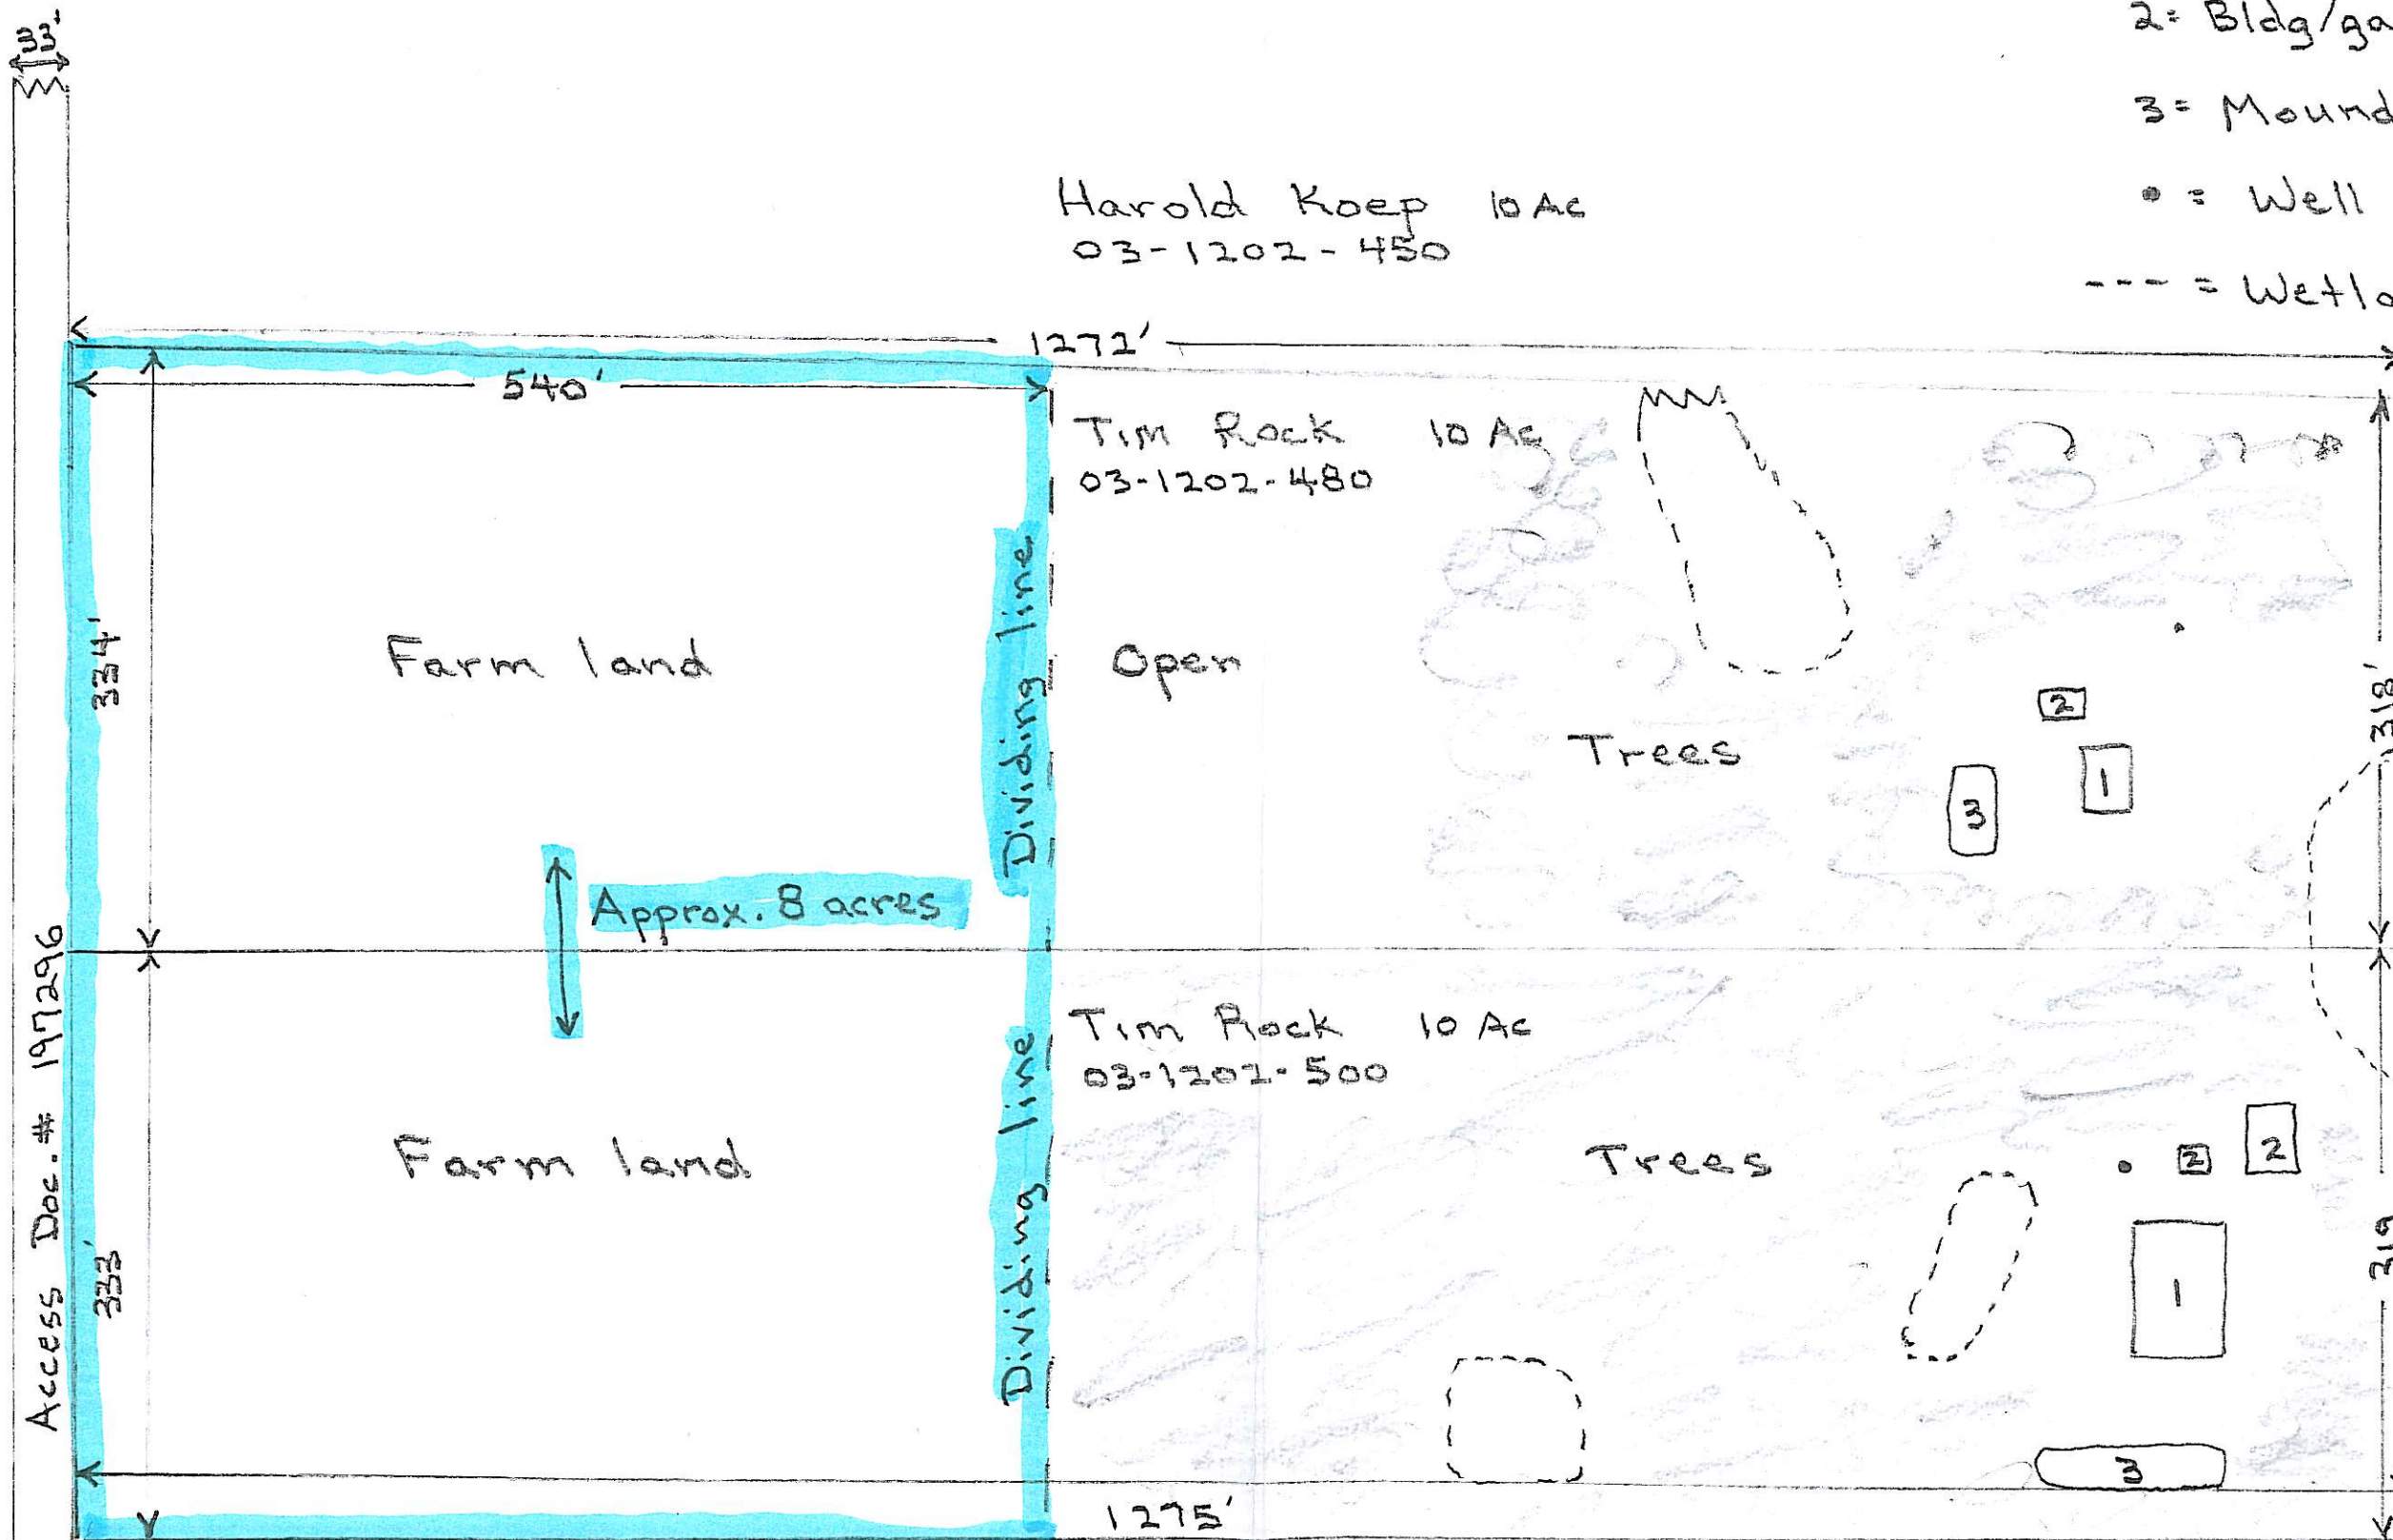 33'
2= Bldg/ga
3= Mound
• = Well
--- = Wetla
Harold Koep 10 Ac
03-1202-450
1272'
540'
Tim Rock 10 Ac
03-1202-480
334'
Farm land
Dividing line
Open
Trees
318'
2
1
3
Approx. 8 acres
Access Doc. # 197296
Tim Rock 10 Ac
03-1202-500
333'
Farm land
Dividing line
Trees
2
2
1
319
3
1275'